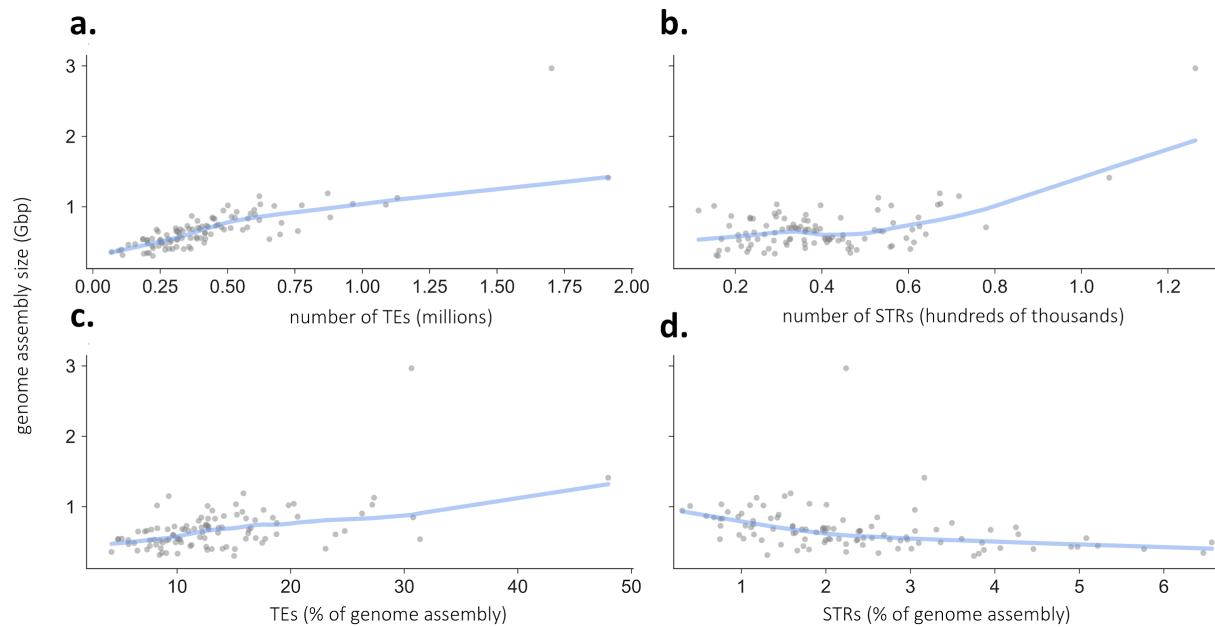 a.
b.
3
2
1
0.00 0.25 0.50 0.75 1.00 1.25 1.50 1.75 2.00
0.2 0.4 0.6 0.8 1.0 1.2
number of TEs (millions)
number of STRs (hundreds of thousands)
genome assembly size (Gbp)
c.
d.
3
2
1
10 20 30 40 50
1 2 3 4 5 6
TEs (% of genome assembly)
STRs (% of genome assembly)